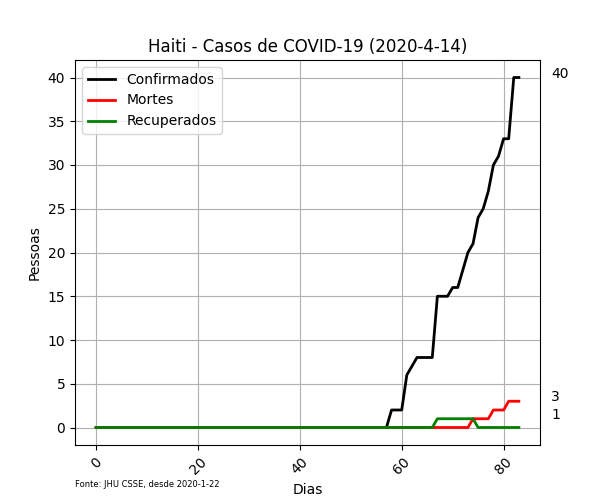 Haiti - Casos de COVID-19 (2020-4-14)
Confirmados
Mortes
Recuperados
40
35
30
25
20
15
10
5
0
Pessoas
40
3
1
0
20
40
60
80
Dias
Fonte: JHU CSSE, desde 2020-1-22